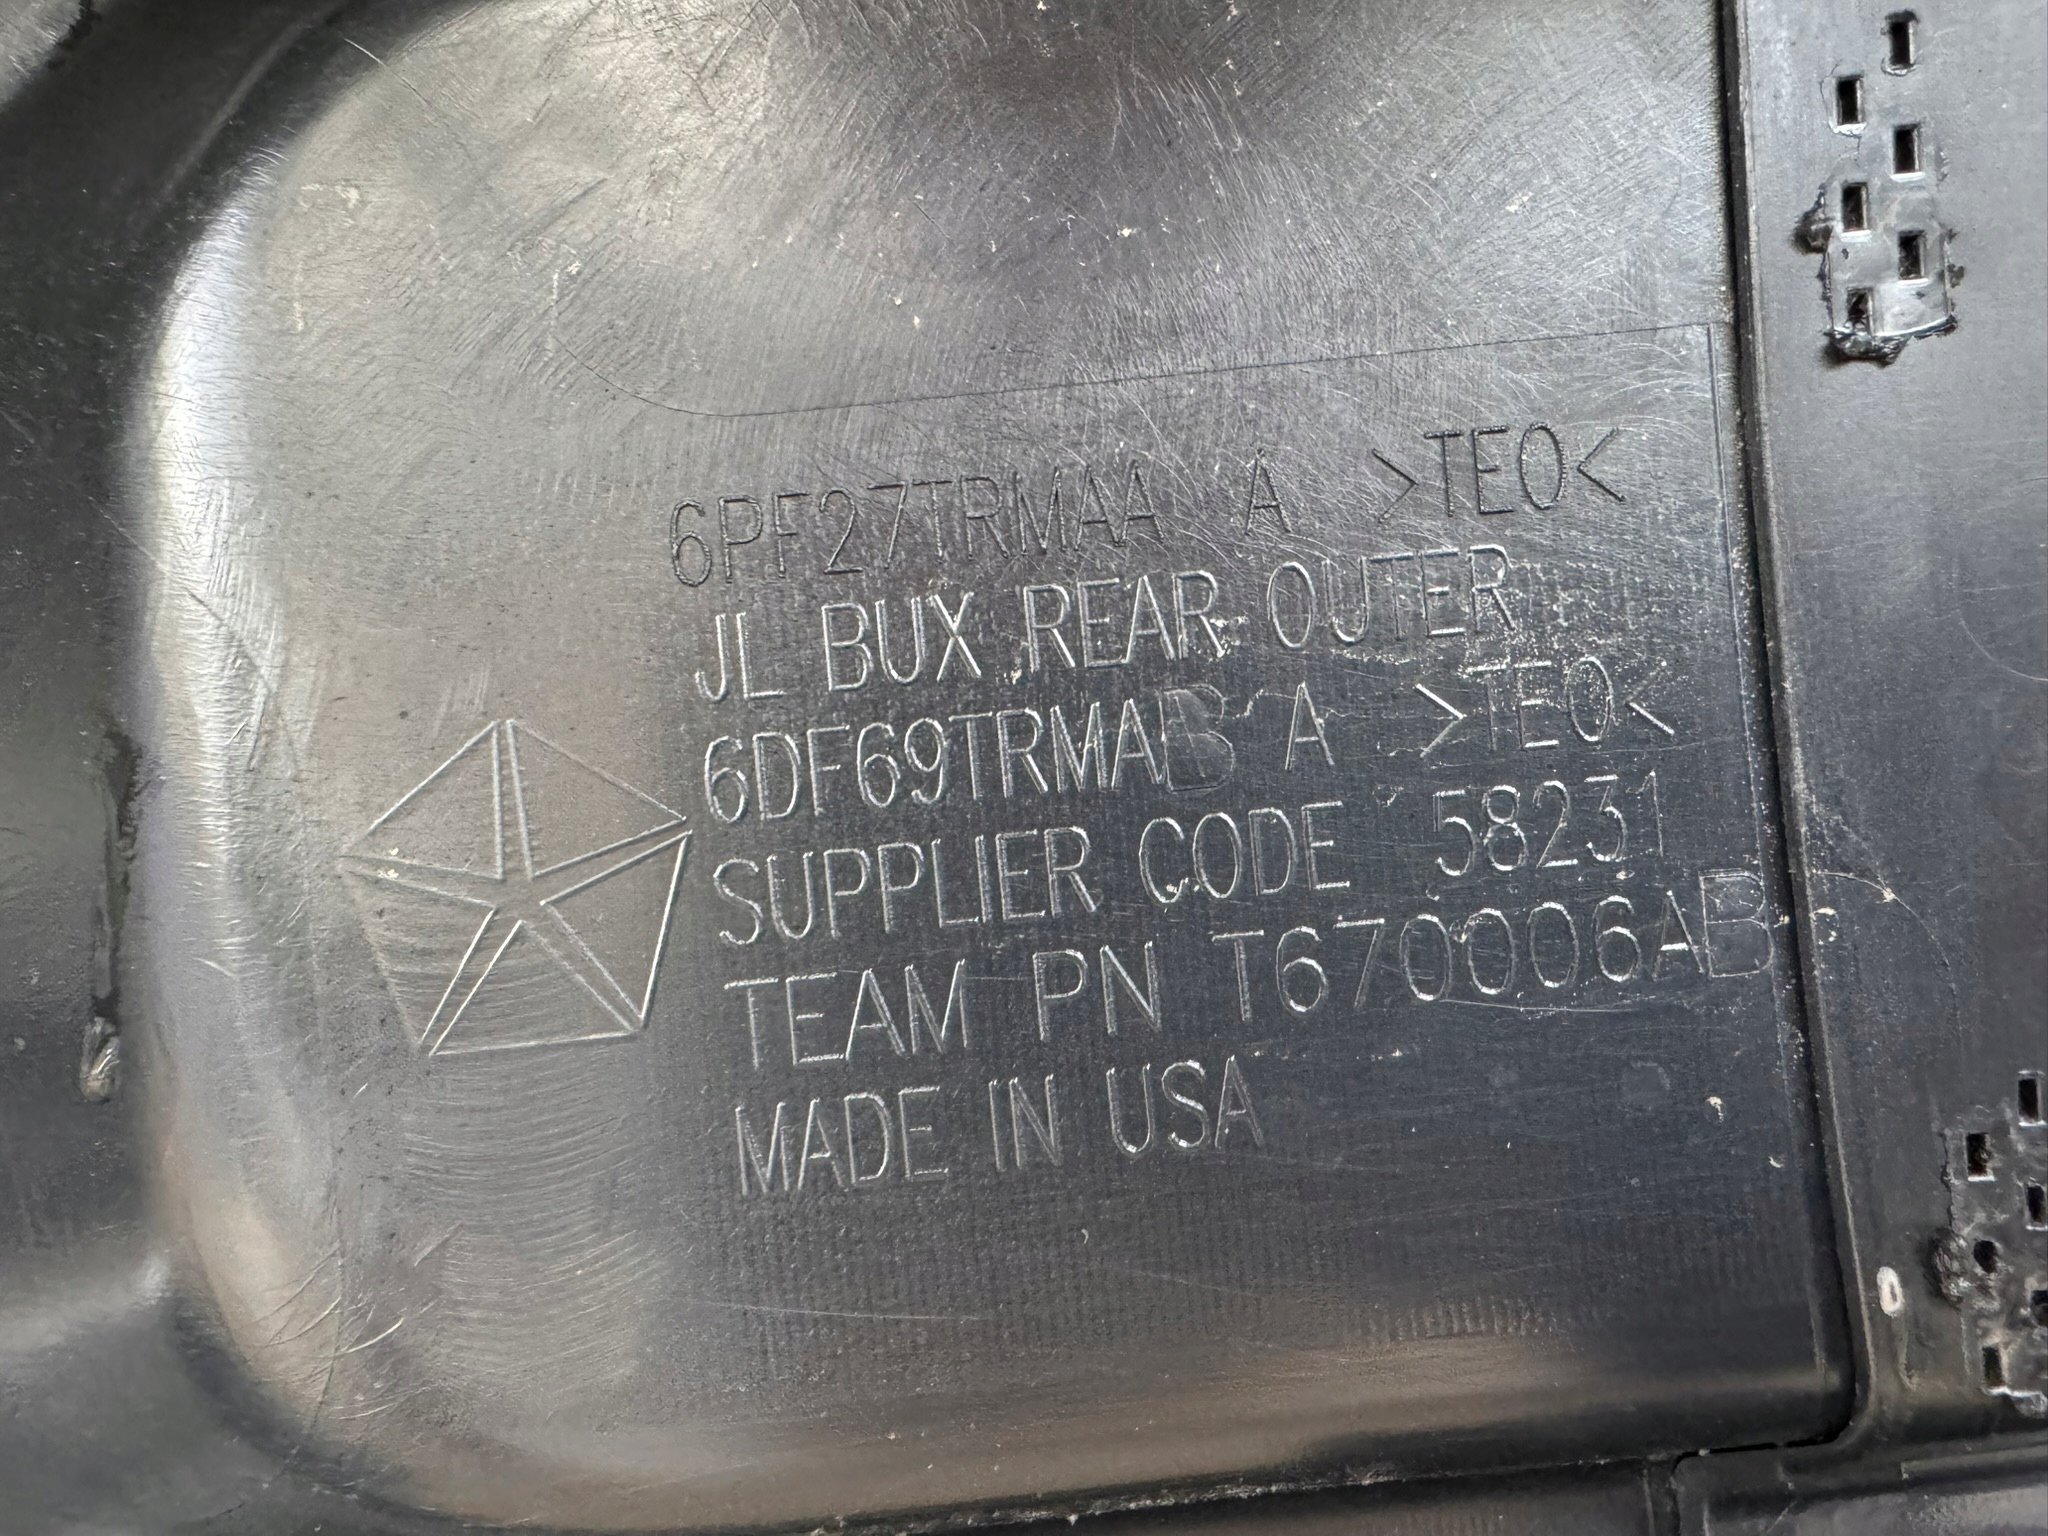 6PF27TRMAA A >TEO<
JL BUX REAR OUTER
6DF69TRMAB A >TEO<
SUPPLIER CODE 58231
TEAM PN T670006AB
MADE IN USA